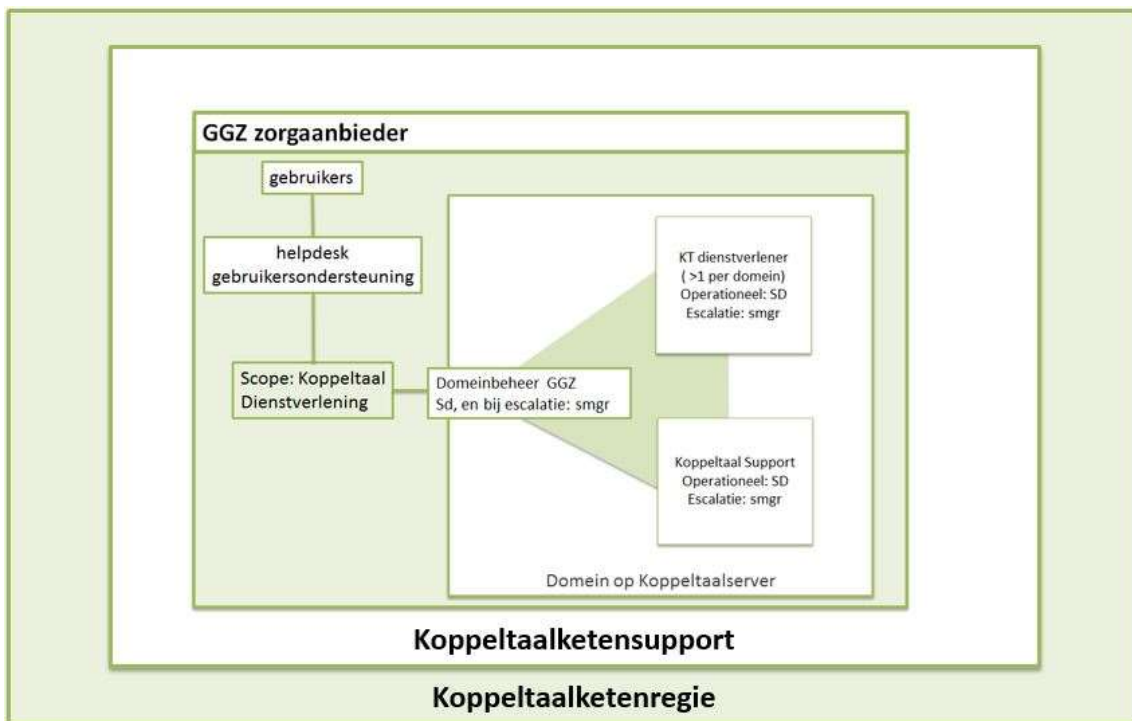 GGZ zorgaanbieder
gebruikers
helpdesk
gebruikersondersteuning
Scope: Koppeltaal
Dienstverlening
Domeinbeheer GGZ
Sd, en bij escalatie: smgr
KT dienstverlener
( >1 per domein)
Operationeel: SD
Escalatie: smgr
Koppeltaal Support
Operationeel: SD
Escalatie: smgr
Domein op Koppeltaalserver
Koppeltaalketensupport
Koppeltaalketenregie